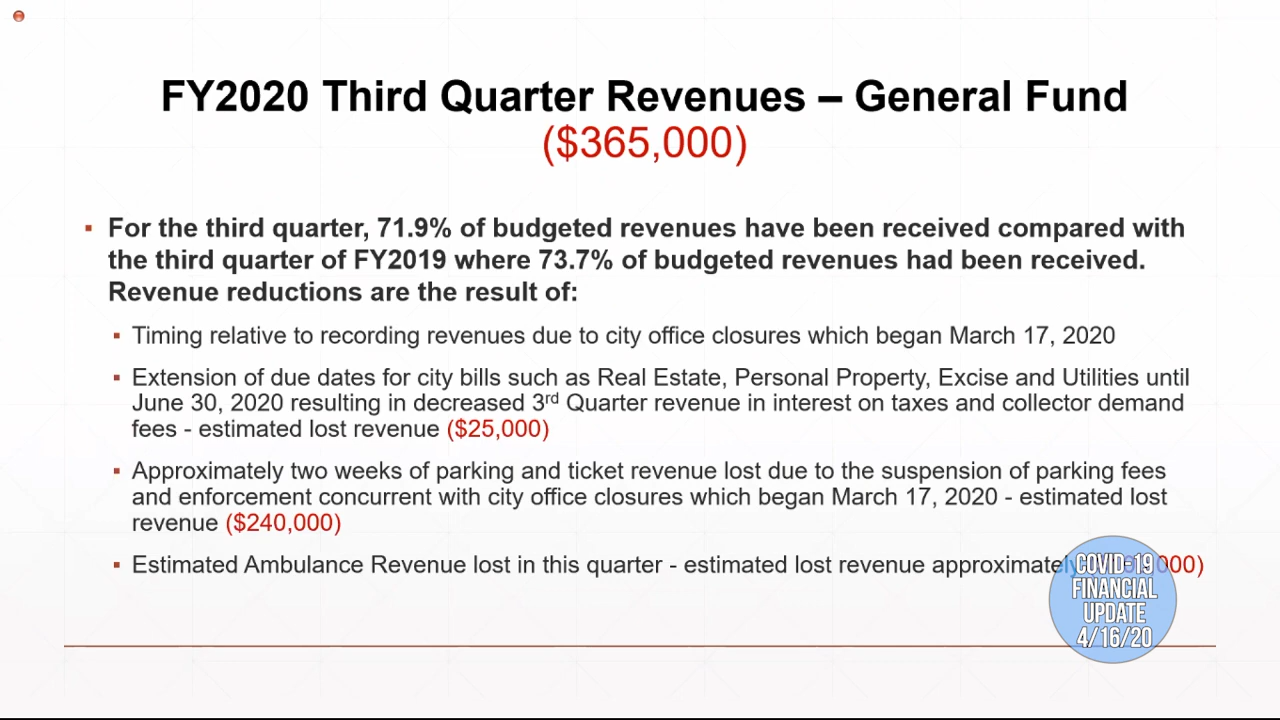 FY2020 Third Quarter Revenues – General Fund
($365,000)
▪ For the third quarter, 71.9% of budgeted revenues have been received compared with
the third quarter of FY2019 where 73.7% of budgeted revenues had been received.
Revenue reductions are the result of:
▪ Timing relative to recording revenues due to city office closures which began March 17, 2020
▪ Extension of due dates for city bills such as Real Estate, Personal Property, Excise and Utilities until
June 30, 2020 resulting in decreased 3rd Quarter revenue in interest on taxes and collector demand
fees - estimated lost revenue ($25,000)
▪ Approximately two weeks of parking and ticket revenue lost due to the suspension of parking fees
and enforcement concurrent with city office closures which began March 17, 2020 - estimated lost
revenue ($240,000)
▪ Estimated Ambulance Revenue lost in this quarter - estimated lost revenue approximately 000)
COVID-19
FINANCIAL
UPDATE
4/16/20